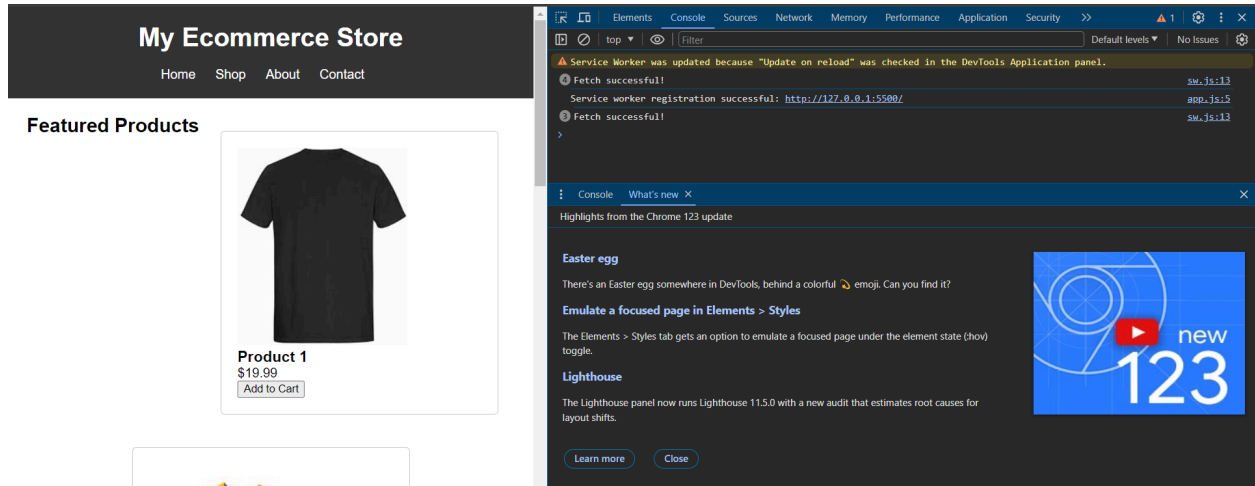 My Ecommerce Store
Home Shop About Contact
Featured Products
Product 1
$19.99
Add to Cart
Elements Console Sources Network Memory Performance Application Security 1
top Filter Default levels No Issues
Service Worker was updated because "Update on reload" was checked in the DevTools Application panel.
4 Fetch successful! sw.js:13
Service worker registration successful: http://127.0.0.1:5500/ app.js:5
3 Fetch successful! sw.js:13
Console What's new
Highlights from the Chrome 123 update
Easter egg
There's an Easter egg somewhere in DevTools, behind a colorful 💫 emoji. Can you find it?
Emulate a focused page in Elements > Styles
The Elements > Styles tab gets an option to emulate a focused page under the element state (:hov)
toggle.
Lighthouse
The Lighthouse panel now runs Lighthouse 11.5.0 with a new audit that estimates root causes for
layout shifts.
new
123
Learn more Close